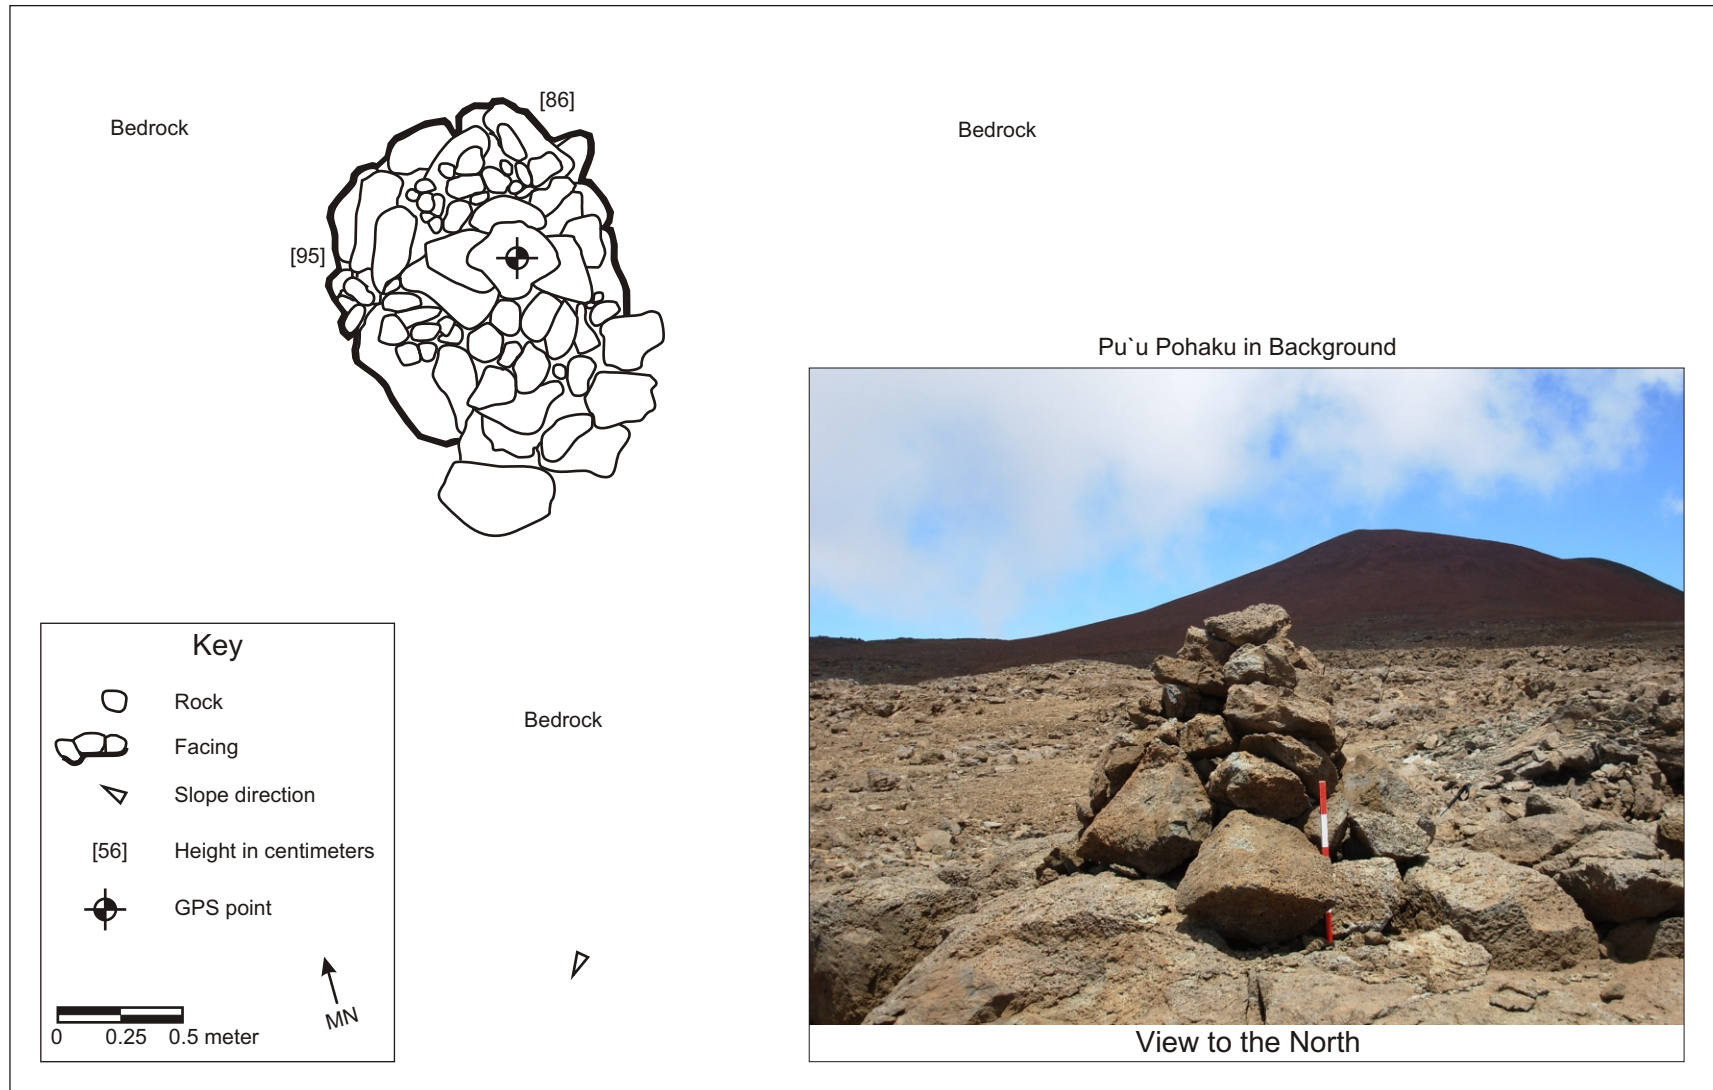 [86]
Bedrock
Bedrock
[95]
Pu`u Pohaku in Background
Key
Rock
Facing
Bedrock
Slope direction
[56] Height in centimeters
GPS point
MN
0 0.25 0.5 meter
View to the North